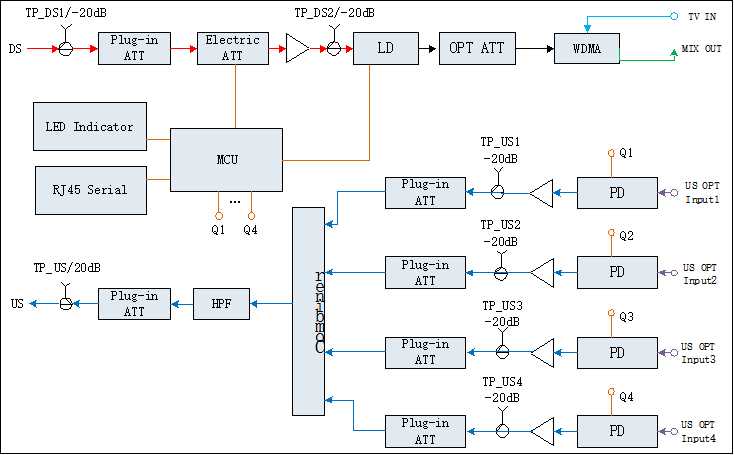 TP_DS1/-20dB
TP_DS2/-20dB
TV IN
DS
Plug-in
ATT
Electric
ATT
LD
OPT ATT
WDMA
MIX OUT
LED Indicator
MCU
RJ45 Serial
Q1
...
Q4
TP_US1
-20dB
Q1
Plug-in
ATT
PD
US OPT
Input1
TP_US2
-20dB
Q2
Plug-in
ATT
PD
US OPT
Input2
TP_US/20dB
US
Plug-in
ATT
HPF
Combiner
TP_US3
-20dB
Q3
Plug-in
ATT
PD
US OPT
Input3
TP_US4
-20dB
Q4
Plug-in
ATT
PD
US OPT
Input4